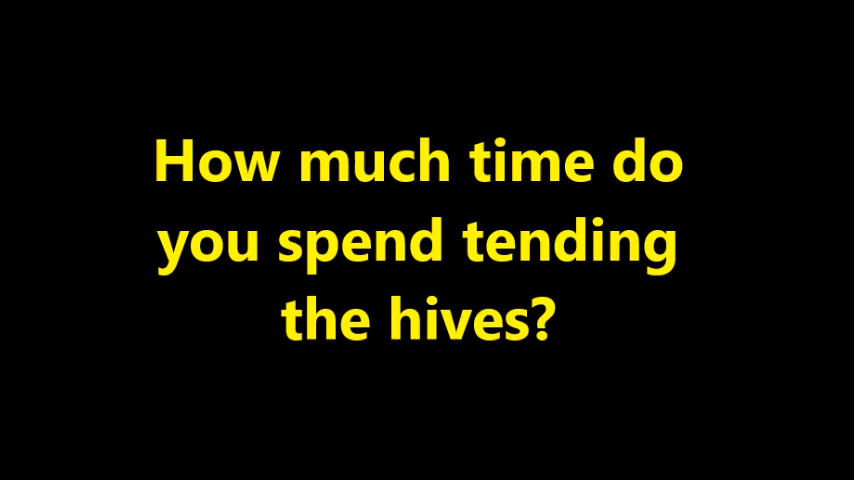 How much time do
you spend tending
the hives?